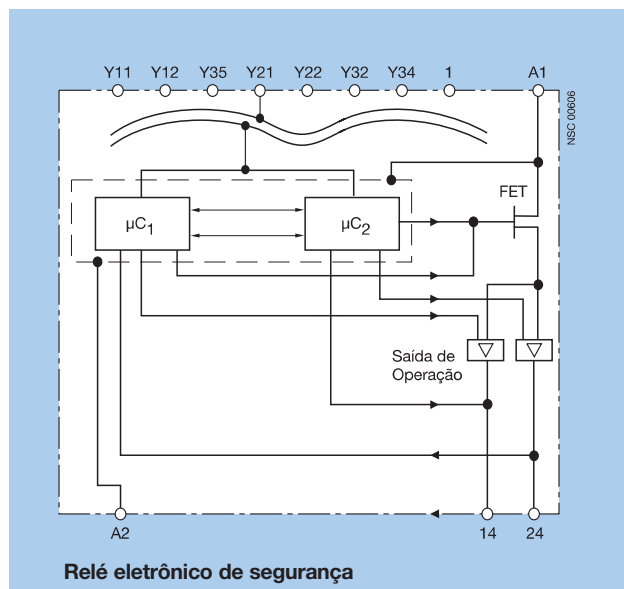 Y11 Y12 Y35 Y21 Y22 Y32 Y34 1 A1
NSC 00606
FET
µC1 µC2
Saída de
Operação
A2 14 24
Relé eletrônico de segurança